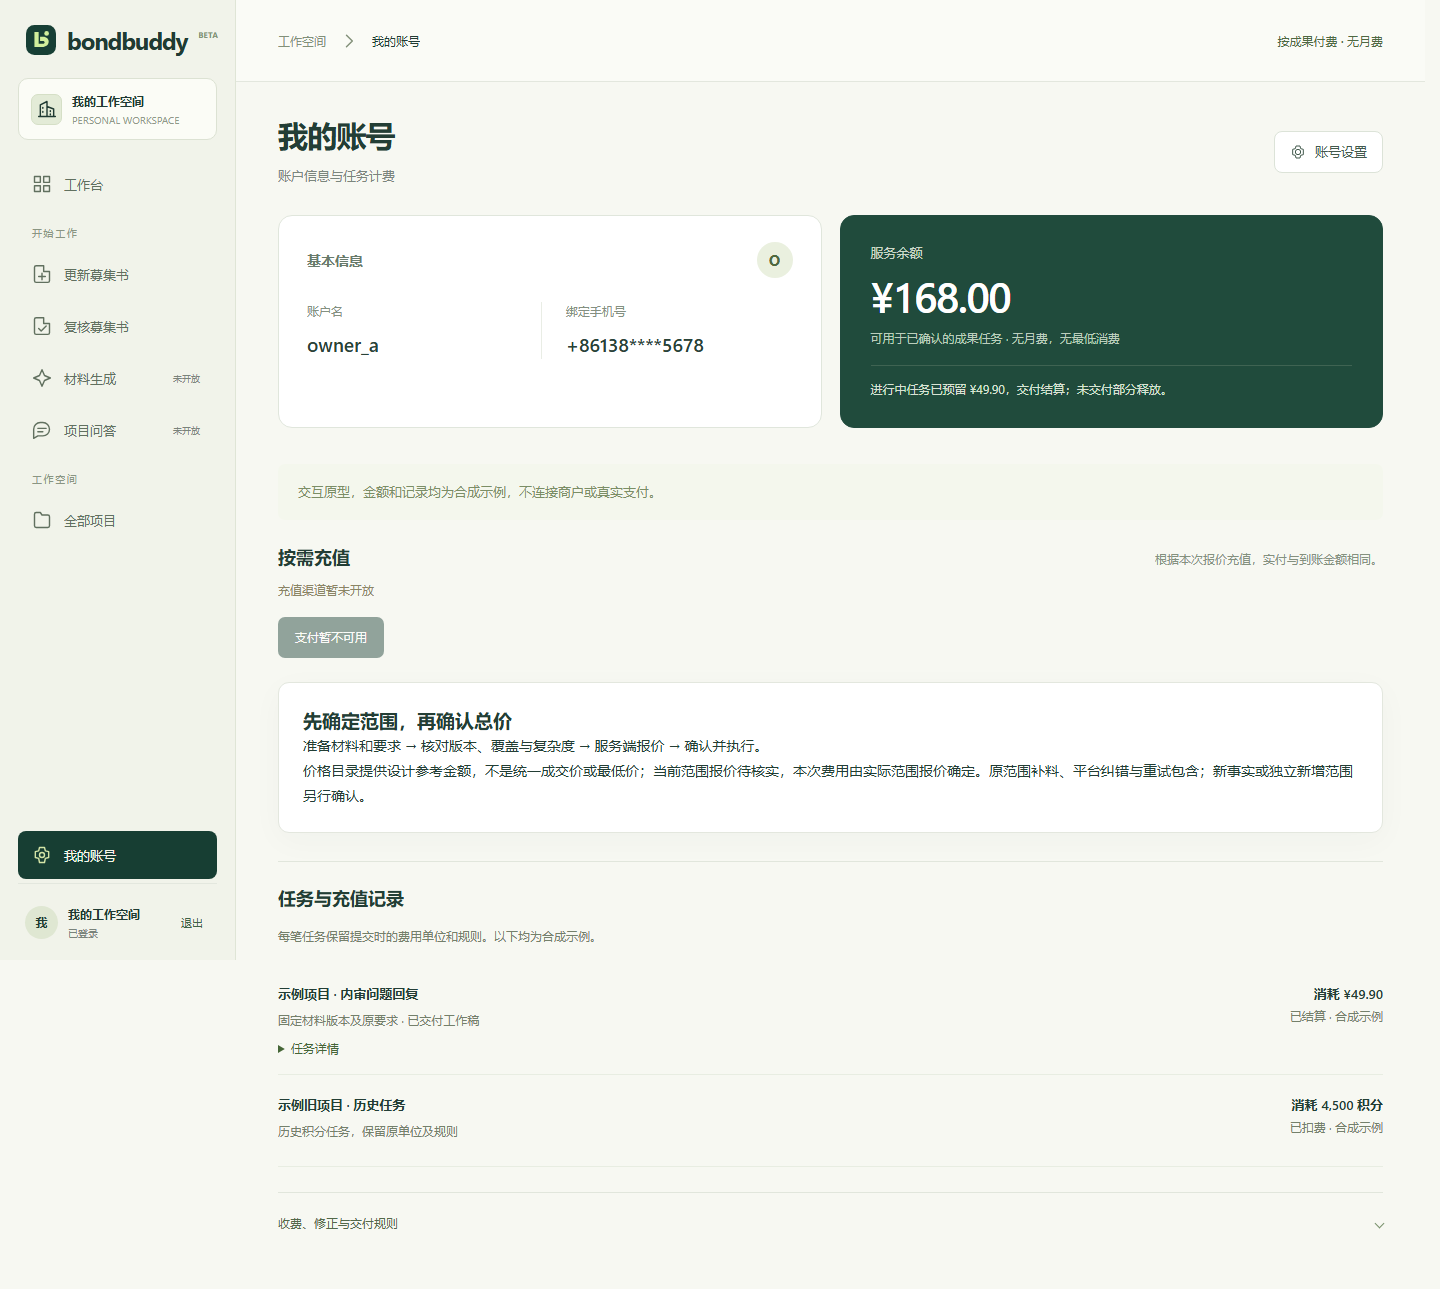 bondbuddy BETA
我的工作空间
PERSONAL WORKSPACE
工作台
开始工作
更新募集书
复核募集书
材料生成 未开放
项目问答 未开放
工作空间
全部项目
我的账号
我 我的工作空间 退出
已登录
工作空间 我的账号 按成果付费 · 无月费
我的账号
账户信息与任务计费
账号设置
基本信息 O
账户名 绑定手机号
owner_a +86138****5678
服务余额
¥168.00
可用于已确认的成果任务 · 无月费，无最低消费
进行中任务已预留 ¥49.90，交付结算；未交付部分释放。
交互原型，金额和记录均为合成示例，不连接商户或真实支付。
按需充值 根据本次报价充值，实付与到账金额相同。
充值渠道暂未开放
支付暂不可用
先确定范围，再确认总价
准备材料和要求 → 核对版本、覆盖与复杂度 → 服务端报价 → 确认并执行。
价格目录提供设计参考金额，不是统一成交价或最低价；当前范围报价待核实，本次费用由实际范围报价确定。原范围补料、平台纠错与重试包含；新事实或独立新增范围
另行确认。
任务与充值记录
每笔任务保留提交时的费用单位和规则。以下均为合成示例。
示例项目 · 内审问题回复 消耗 ¥49.90
固定材料版本及原要求 · 已交付工作稿 已结算 · 合成示例
任务详情
示例旧项目 · 历史任务 消耗 4,500 积分
历史积分任务，保留原单位及规则 已扣费 · 合成示例
收费、修正与交付规则